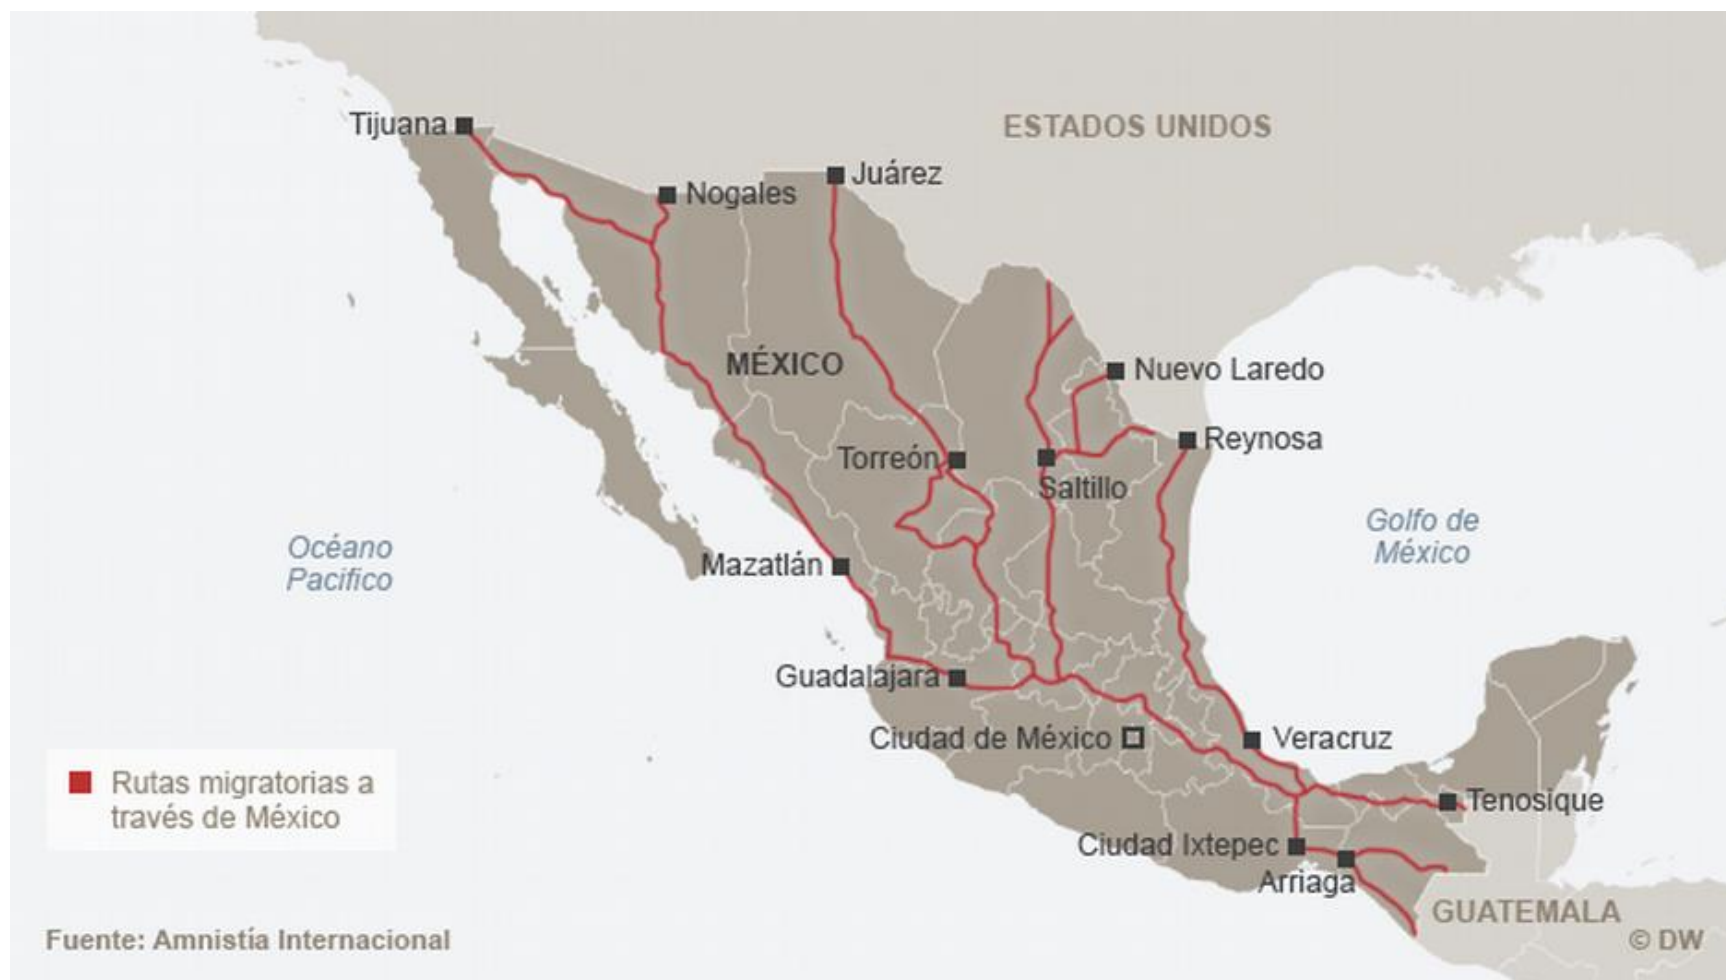 Tijuana
ESTADOS UNIDOS
Juárez
Nogales
MÉXICO
Nuevo Laredo
Reynosa
Torreón
Saltillo
Golfo de
México
Océano
Pacifico
Mazatlán
Guadalajara
Ciudad de México
Veracruz
Rutas migratorias a
través de México
Tenosique
Ciudad Ixtepec
Arriaga
GUATEMALA
Fuente: Amnistía Internacional
© DW